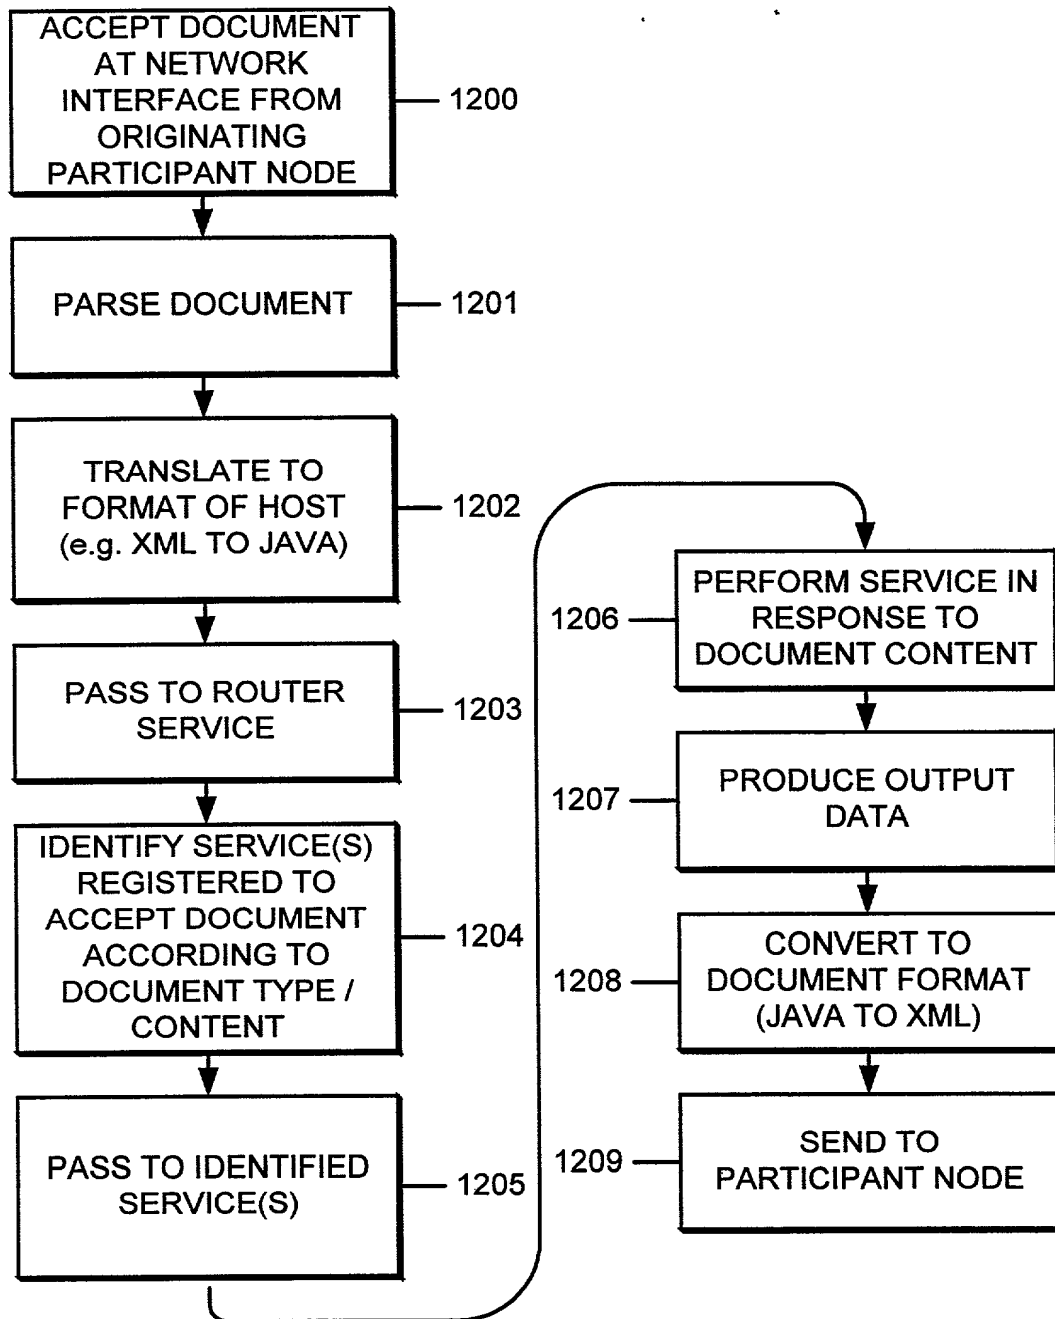 ACCEPT DOCUMENT
AT NETWORK
INTERFACE FROM
ORIGINATING
PARTICIPANT NODE
1200
PARSE DOCUMENT
1201
TRANSLATE TO
FORMAT OF HOST
(e.g. XML TO JAVA)
1202
PASS TO ROUTER
SERVICE
1203
IDENTIFY SERVICE(S)
REGISTERED TO
ACCEPT DOCUMENT
ACCORDING TO
DOCUMENT TYPE /
CONTENT
1204
PASS TO IDENTIFIED
SERVICE(S)
1205
PERFORM SERVICE IN
RESPONSE TO
DOCUMENT CONTENT
1206
PRODUCE OUTPUT
DATA
1207
CONVERT TO
DOCUMENT FORMAT
(JAVA TO XML)
1208
SEND TO
PARTICIPANT NODE
1209